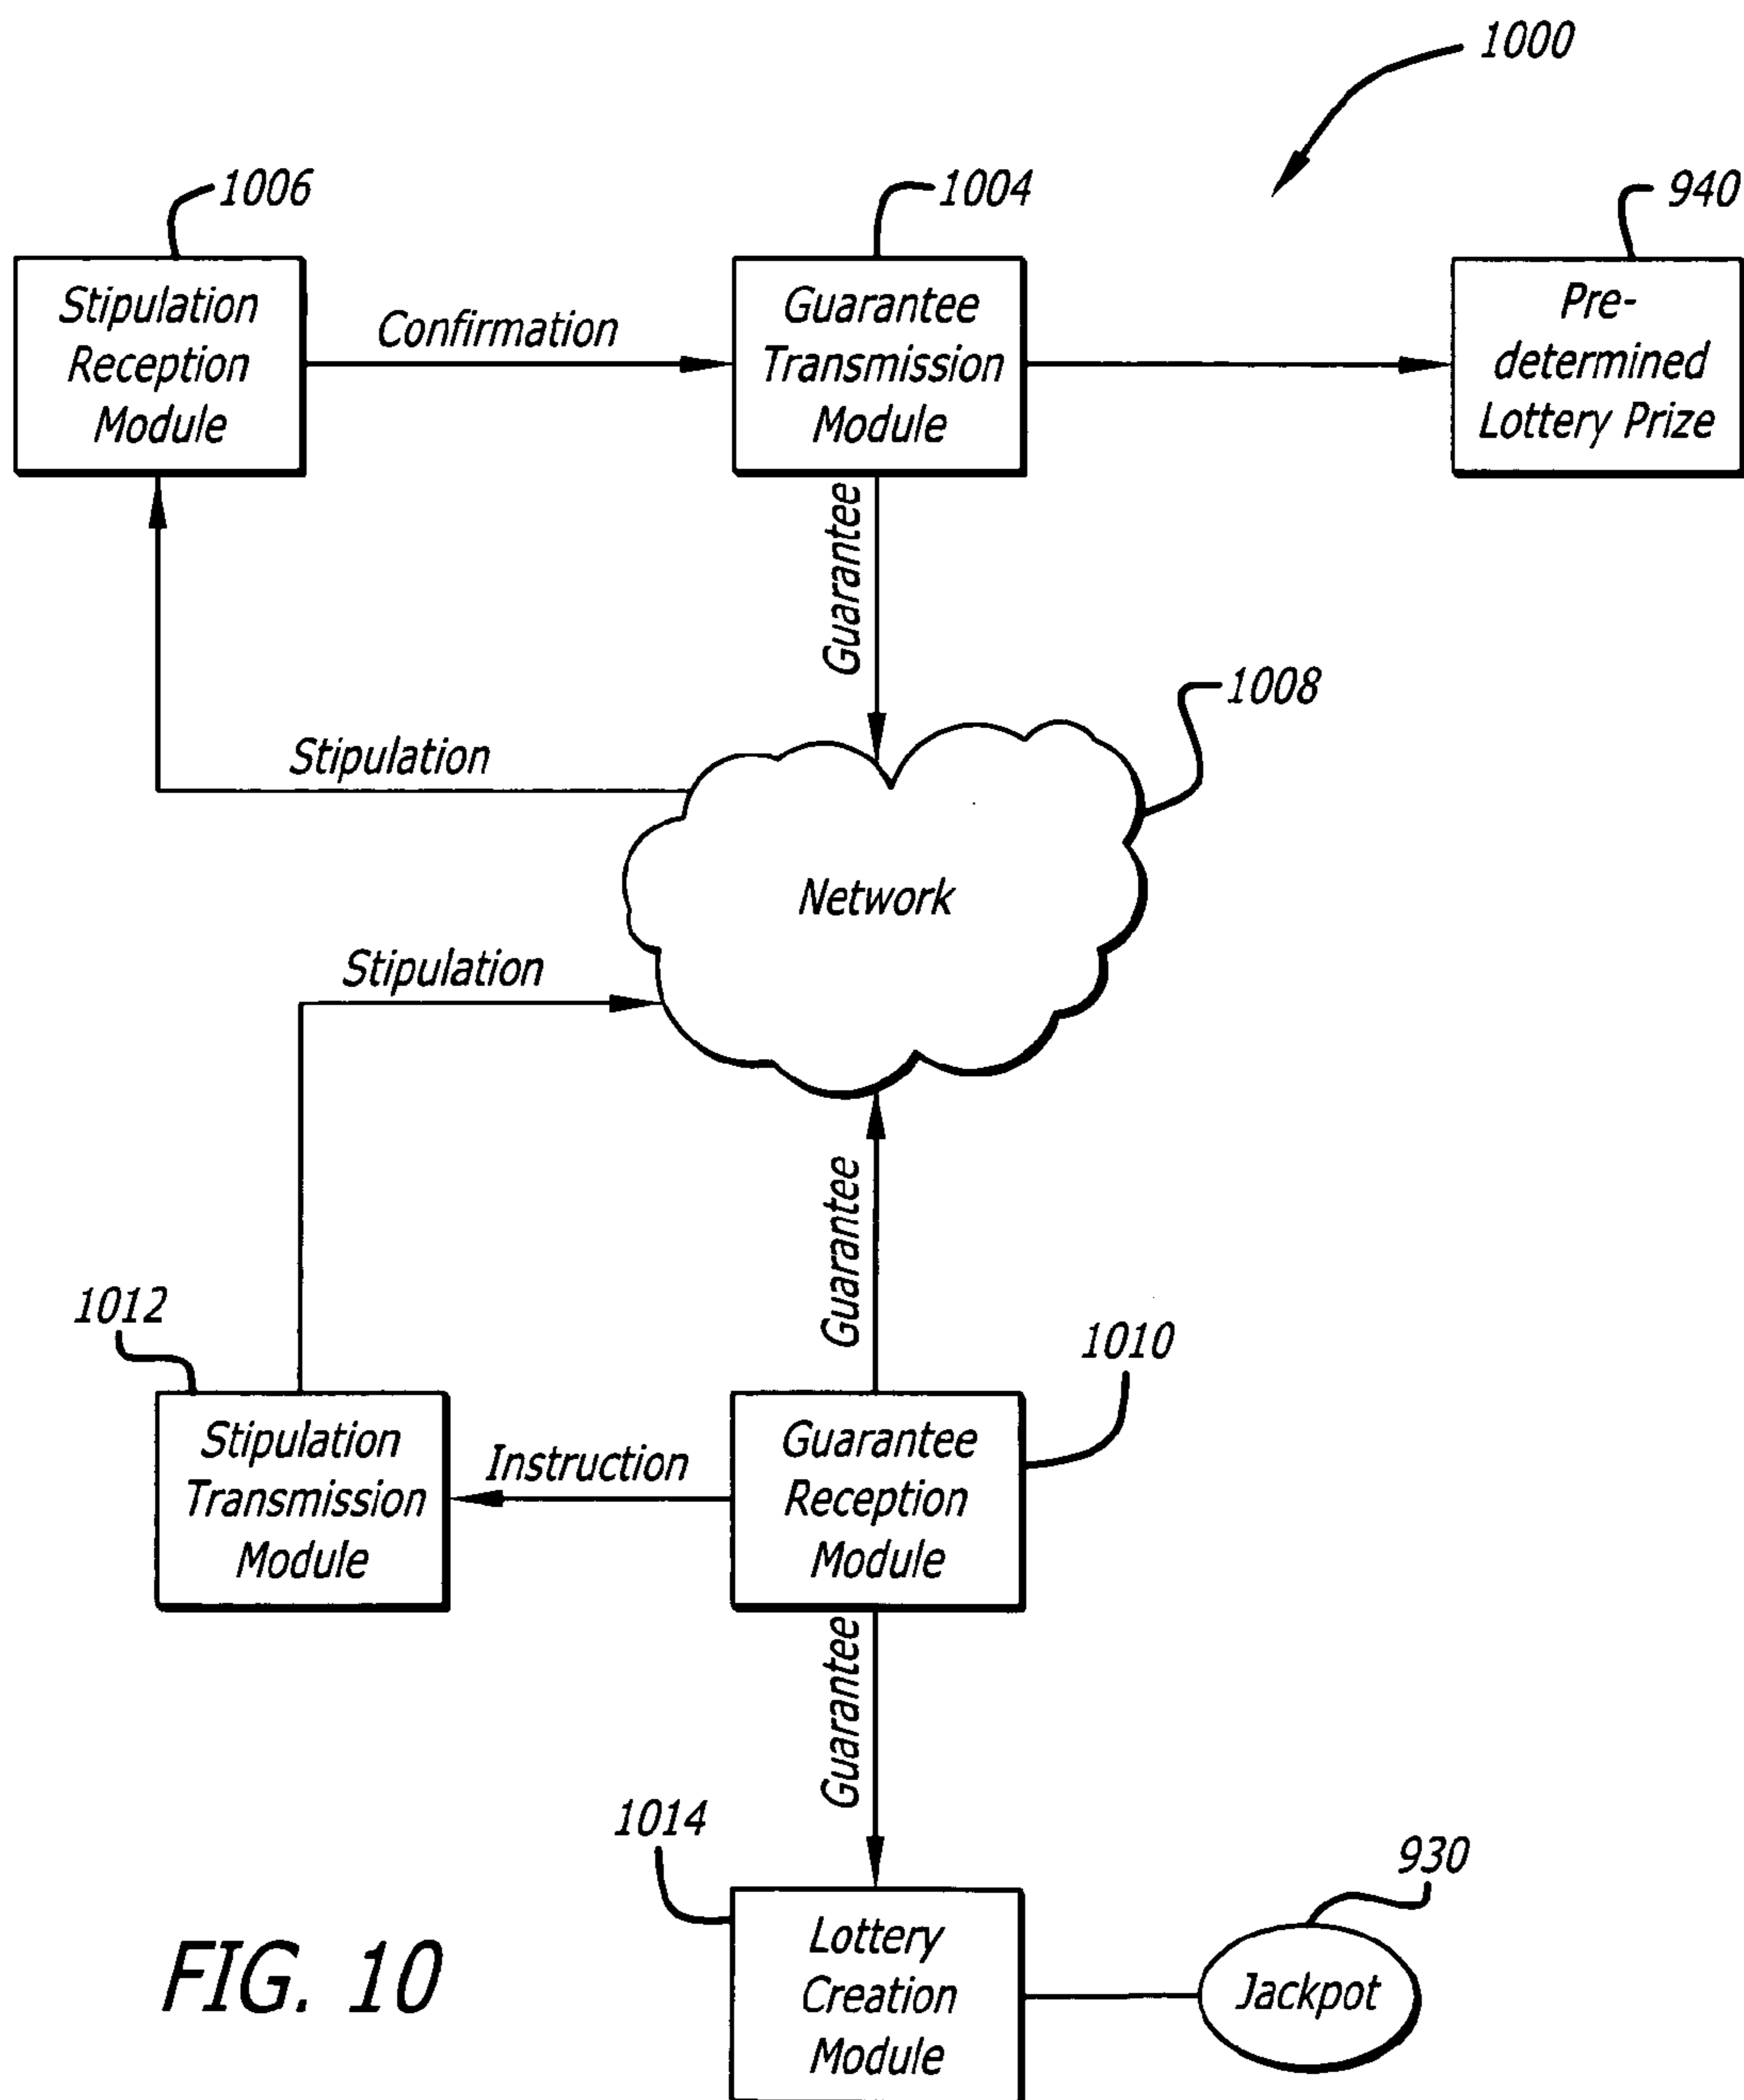 1000
1006
1004
940
Stipulation
Reception
Module
Confirmation
Guarantee
Transmission
Module
Pre-
determined
Lottery Prize
Guarantee
1008
Stipulation
Network
Stipulation
Guarantee
1012
1010
Stipulation
Transmission
Module
Instruction
Guarantee
Reception
Module
Guarantee
1014
930
Lottery
Creation
Module
Jackpot
FIG. 10